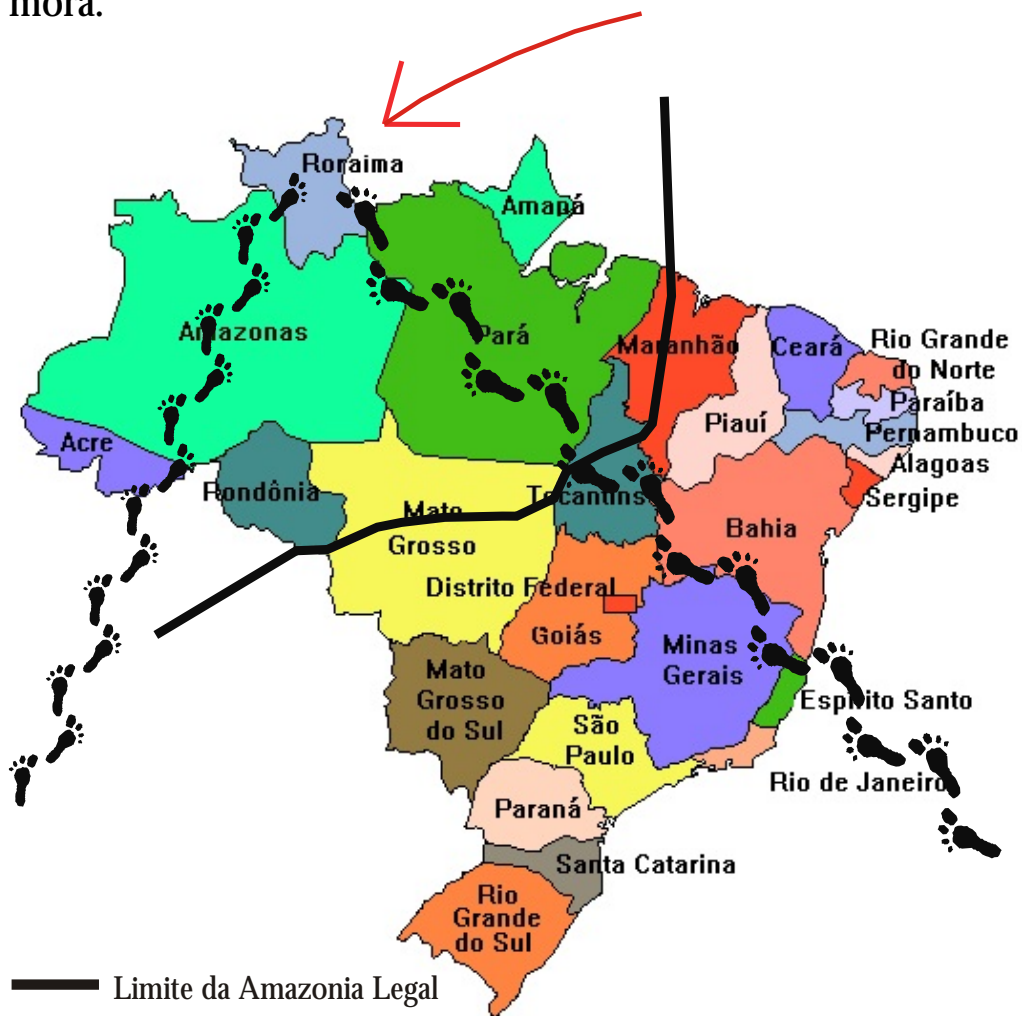 mora.
Roraima
Amapá
Amazonas
Pará
Maranhão
Ceará
Rio Grande
do Norte
Paraíba
Piauí
Pernambuco
Acre
Alagoas
Rondônia
Tocantins
Sergipe
Mato
Grosso
Bahia
Distrito Federal
Goiás
Minas
Gerais
Mato
Grosso
do Sul
Espírito Santo
São
Paulo
Rio de Janeiro
Paraná
Santa Catarina
Rio
Grande
do Sul
Limite da Amazonia Legal